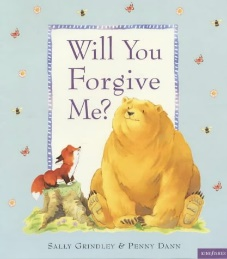 Will You
Forgive
Me?
SALLY GRINDLEY & PENNY DANN